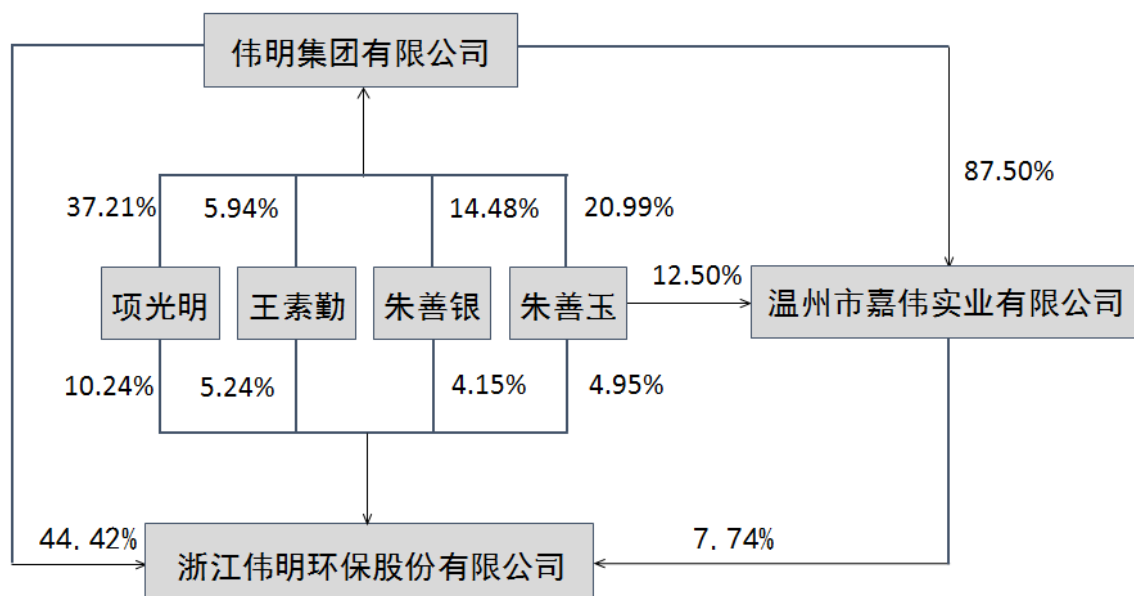 伟明集团有限公司
87.50%
37.21%
5.94%
14.48%
20.99%
项光明
王素勤
朱善银
朱善玉
12.50%
温州市嘉伟实业有限公司
10.24%
5.24%
4.15%
4.95%
44.42%
7.74%
浙江伟明环保股份有限公司